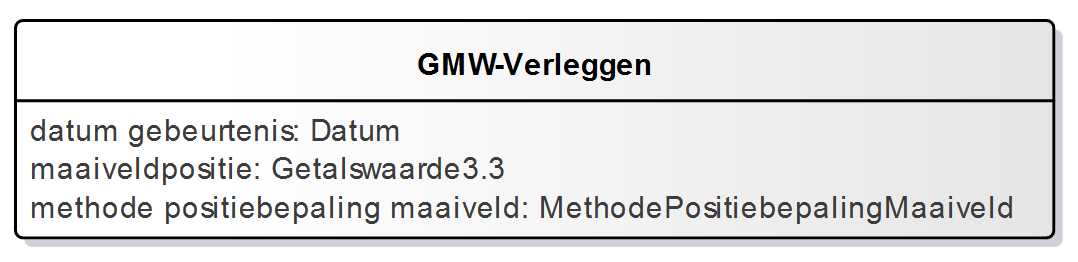 GMW-Verleggen
datum gebeurtenis: Datum
maaiveldpositie: Getalswaarde3.3
methode positiebepaling maaiveld: MethodePositiebepalingMaaiveld